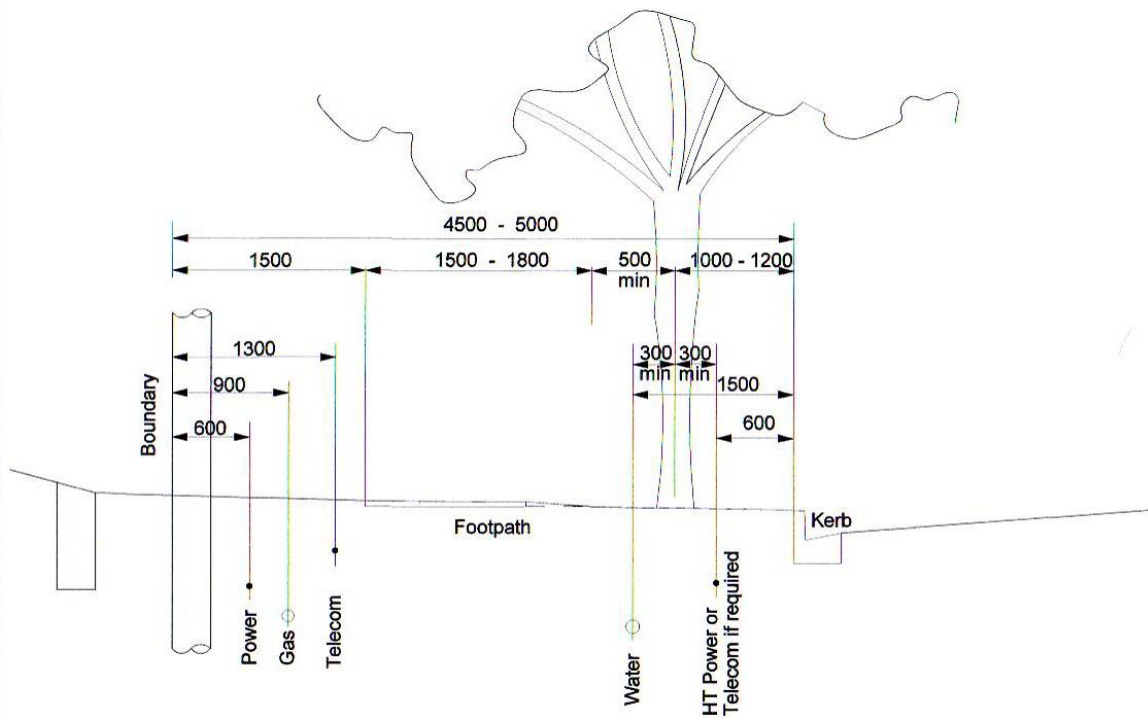 4500 - 5000
1500
1500 - 1800
500
min
1000 - 1200
1300
300
min
300
min
900
1500
600
600
Boundary
Footpath
Kerb
Power
Gas
Telecom
Water
HT Power or
Telecom if required